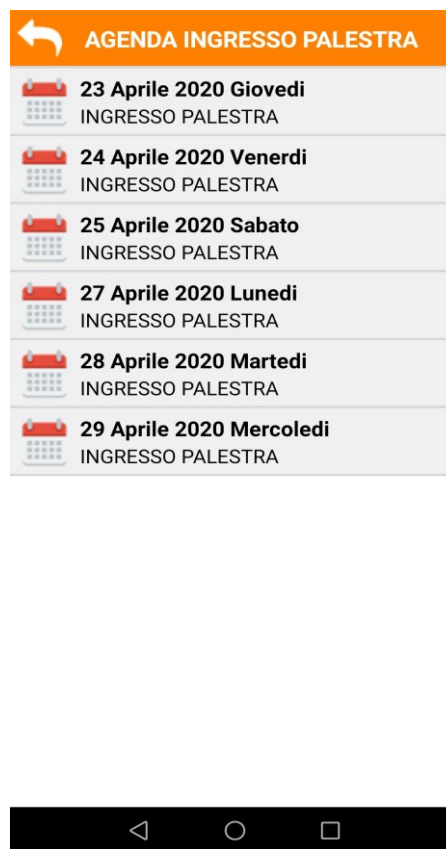 AGENDA INGRESSO PALESTRA
23 Aprile 2020 Giovedi
INGRESSO PALESTRA
24 Aprile 2020 Venerdi
INGRESSO PALESTRA
25 Aprile 2020 Sabato
INGRESSO PALESTRA
27 Aprile 2020 Lunedi
INGRESSO PALESTRA
28 Aprile 2020 Martedi
INGRESSO PALESTRA
29 Aprile 2020 Mercoledi
INGRESSO PALESTRA